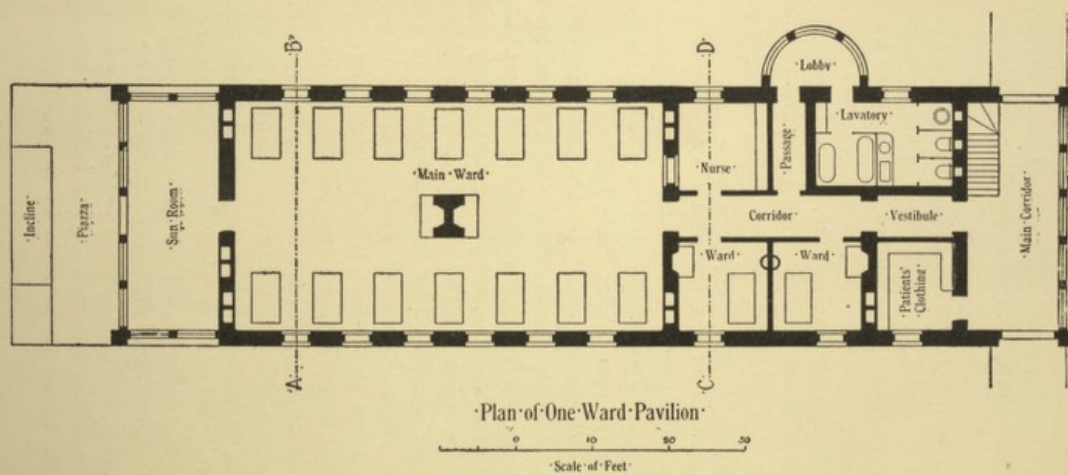 B
D
·Lobby·
·Lavatory·
·Passage·
·Nurse·
·Main·Ward·
·Incline·
·Piazza·
·Sun Room·
·Corridor·
·Vestibule·
·Main Corridor·
·Ward·
·Ward·
·Patients'
Clothing·
A
C
·Plan·of·One·Ward·Pavilion·
0 10 20 30
·Scale·of·Feet·